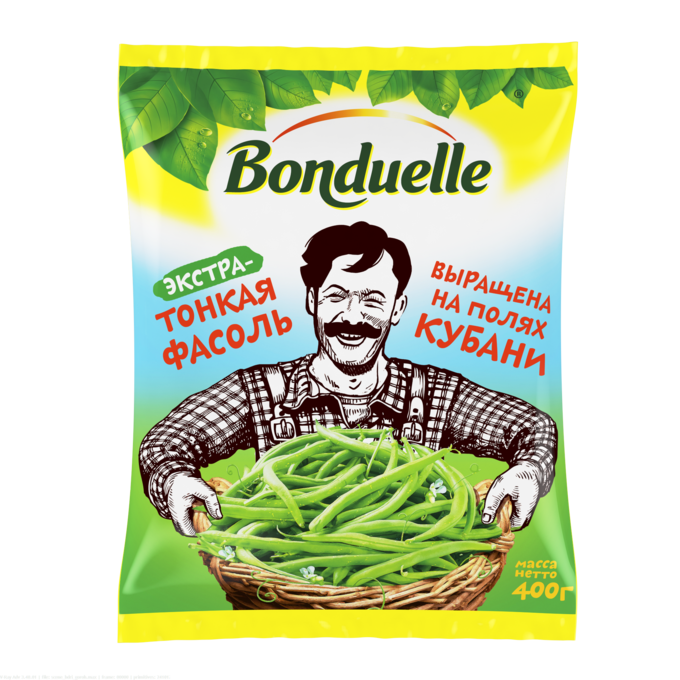 Bonduelle
®
ЭКСТРА-
ТОНКАЯ
ФАСОЛЬ
ВЫРАЩЕНА
НА ПОЛЯХ
КУБАНИ
масса
нетто
400г